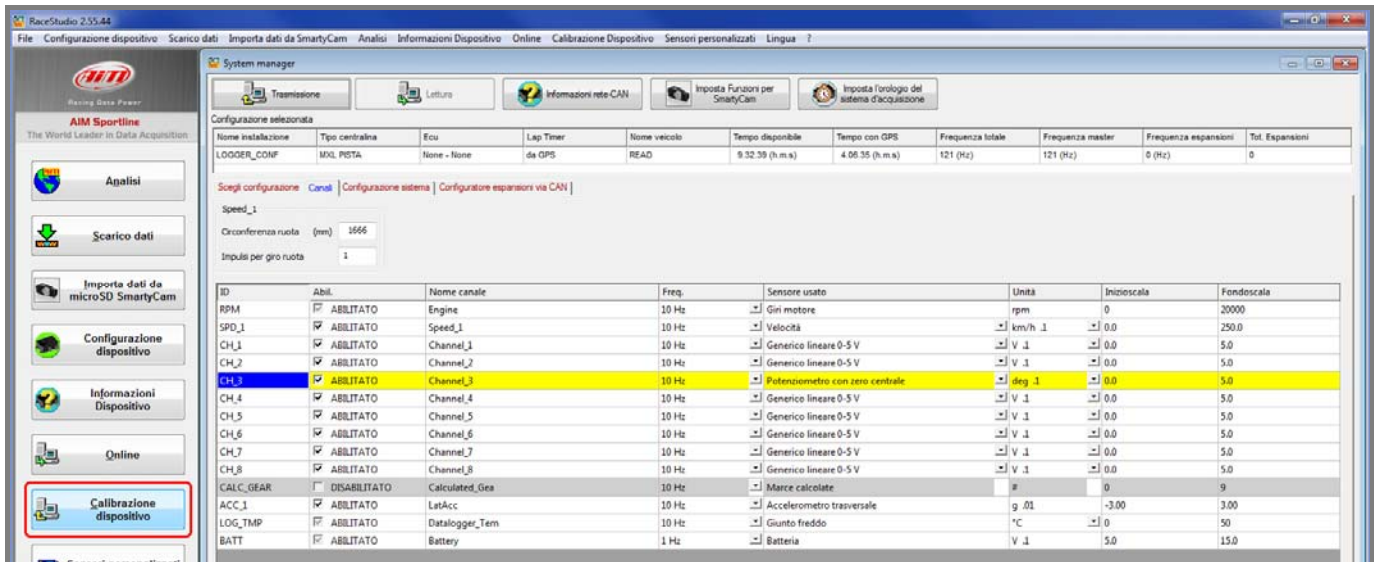 RaceStudio 2.55.44
File Configurazione dispositivo Scarico dati Importa dati da SmartyCam Analisi Informazioni Dispositivo Online Calibrazione Dispositivo Sensori personalizzati Lingua ?
AIM
Racing Data Power
AIM Sportline
The World Leader in Data Acquisition
Analisi
Scarico dati
Importa dati da
microSD SmartyCam
Configurazione
dispositivo
Informazioni
Dispositivo
Online
Calibrazione
dispositivo
System manager
Trasmissione Lettura Informazioni rete CAN Imposta Funzioni per SmartyCam Imposta l'orologio del sistema d'acquisizione
Configurazione selezionata
Nome installazione Tipo centralina Ecu Lap Timer Nome veicolo Tempo disponibile Tempo con GPS Frequenza totale Frequenza master Frequenza espansioni Tot. Espansioni
LOGGER_CONF MXL PISTA None - None da GPS READ 9.32.39 (h.m.s) 4.06.35 (h.m.s) 121 (Hz) 121 (Hz) 0 (Hz) 0
Scegli configurazione Canali Configurazione sistema Configuratore espansioni via CAN
Speed_1
Circonferenza ruota (mm) 1666
Impulsi per giro ruota 1
ID Abil. Nome canale Freq. Sensore usato Unità Inizioscala Fondoscala
RPM ABILITATO Engine 10 Hz Giri motore rpm 0 20000
SPD_1 ABILITATO Speed_1 10 Hz Velocità km/h .1 0.0 250.0
CH_1 ABILITATO Channel_1 10 Hz Generico lineare 0-5 V V .1 0.0 5.0
CH_2 ABILITATO Channel_2 10 Hz Generico lineare 0-5 V V .1 0.0 5.0
CH_3 ABILITATO Channel_3 10 Hz Potenziometro con zero centrale deg .1 0.0 5.0
CH_4 ABILITATO Channel_4 10 Hz Generico lineare 0-5 V V .1 0.0 5.0
CH_5 ABILITATO Channel_5 10 Hz Generico lineare 0-5 V V .1 0.0 5.0
CH_6 ABILITATO Channel_6 10 Hz Generico lineare 0-5 V V .1 0.0 5.0
CH_7 ABILITATO Channel_7 10 Hz Generico lineare 0-5 V V .1 0.0 5.0
CH_8 ABILITATO Channel_8 10 Hz Generico lineare 0-5 V V .1 0.0 5.0
CALC_GEAR DISABILITATO Calculated_Gea 10 Hz Marce calcolate # 0 9
ACC_1 ABILITATO LatAcc 10 Hz Accelerometro trasversale g .01 -3.00 3.00
LOG_TMP ABILITATO Datalogger_Tem 10 Hz Giunto freddo °C 0 50
BATT ABILITATO Battery 1 Hz Batteria V .1 5.0 15.0